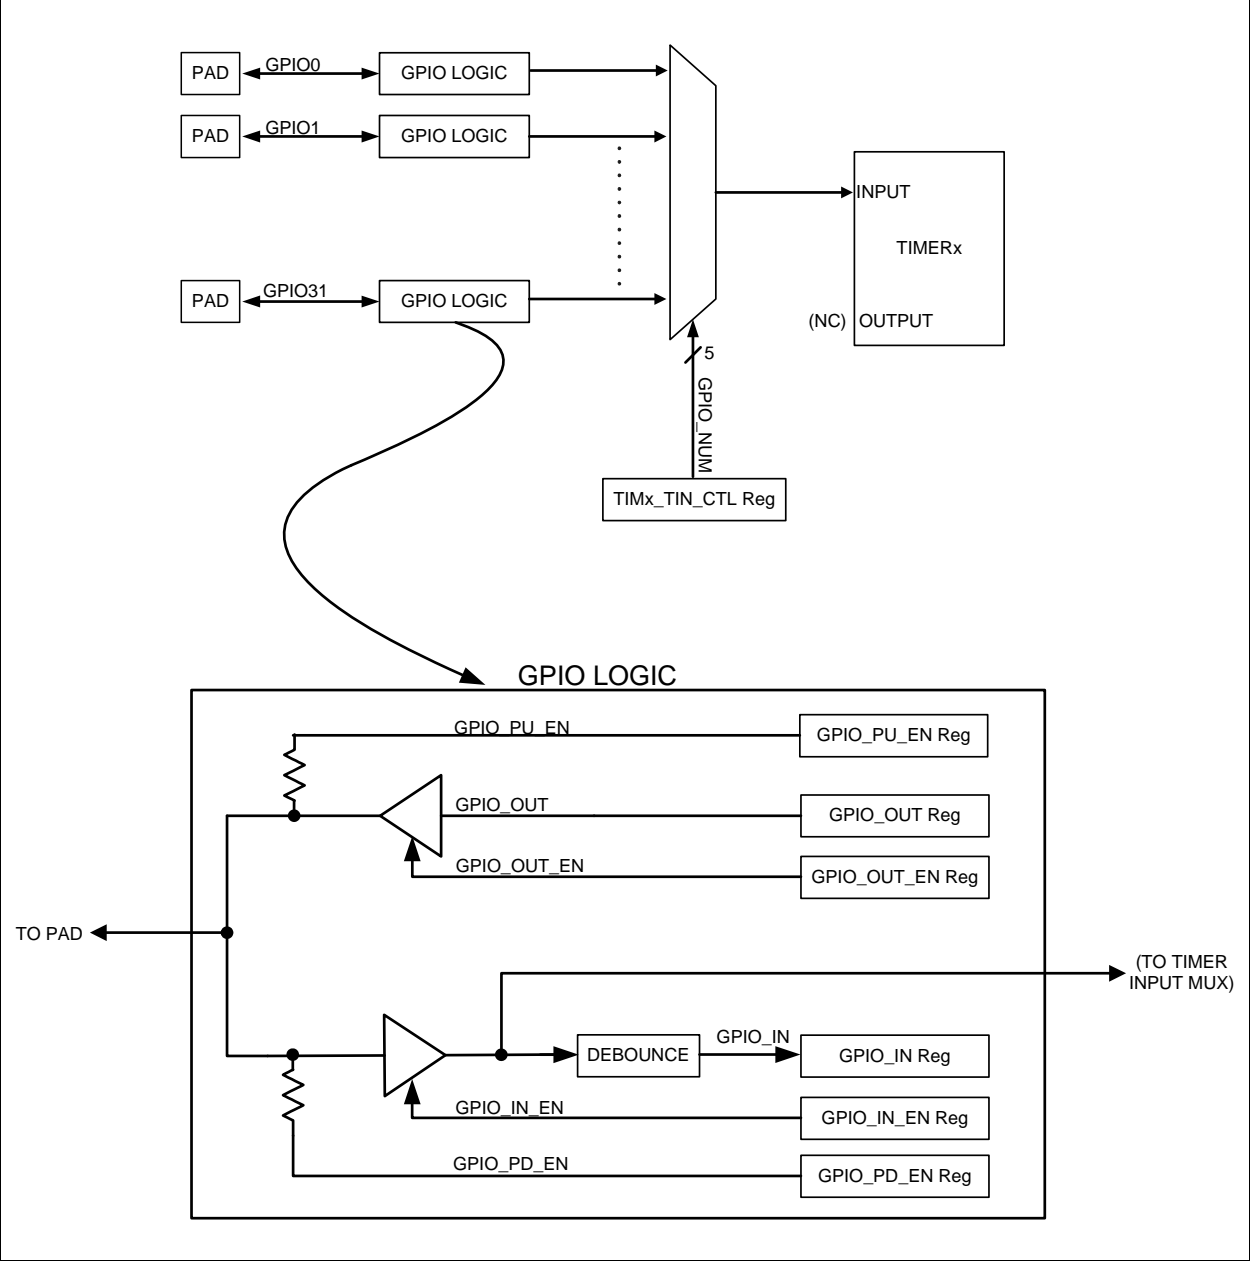 PAD
GPIO0
GPIO LOGIC
PAD
GPIO1
GPIO LOGIC
INPUT
TIMERx
PAD
GPIO31
GPIO LOGIC
(NC)
OUTPUT
5
GPIO_NUM
TIMx_TIN_CTL Reg
GPIO LOGIC
GPIO_PU_EN
GPIO_PU_EN Reg
GPIO_OUT
GPIO_OUT Reg
GPIO_OUT_EN
GPIO_OUT_EN Reg
TO PAD
(TO TIMER
INPUT MUX)
DEBOUNCE
GPIO_IN
GPIO_IN Reg
GPIO_IN_EN
GPIO_IN_EN Reg
GPIO_PD_EN
GPIO_PD_EN Reg